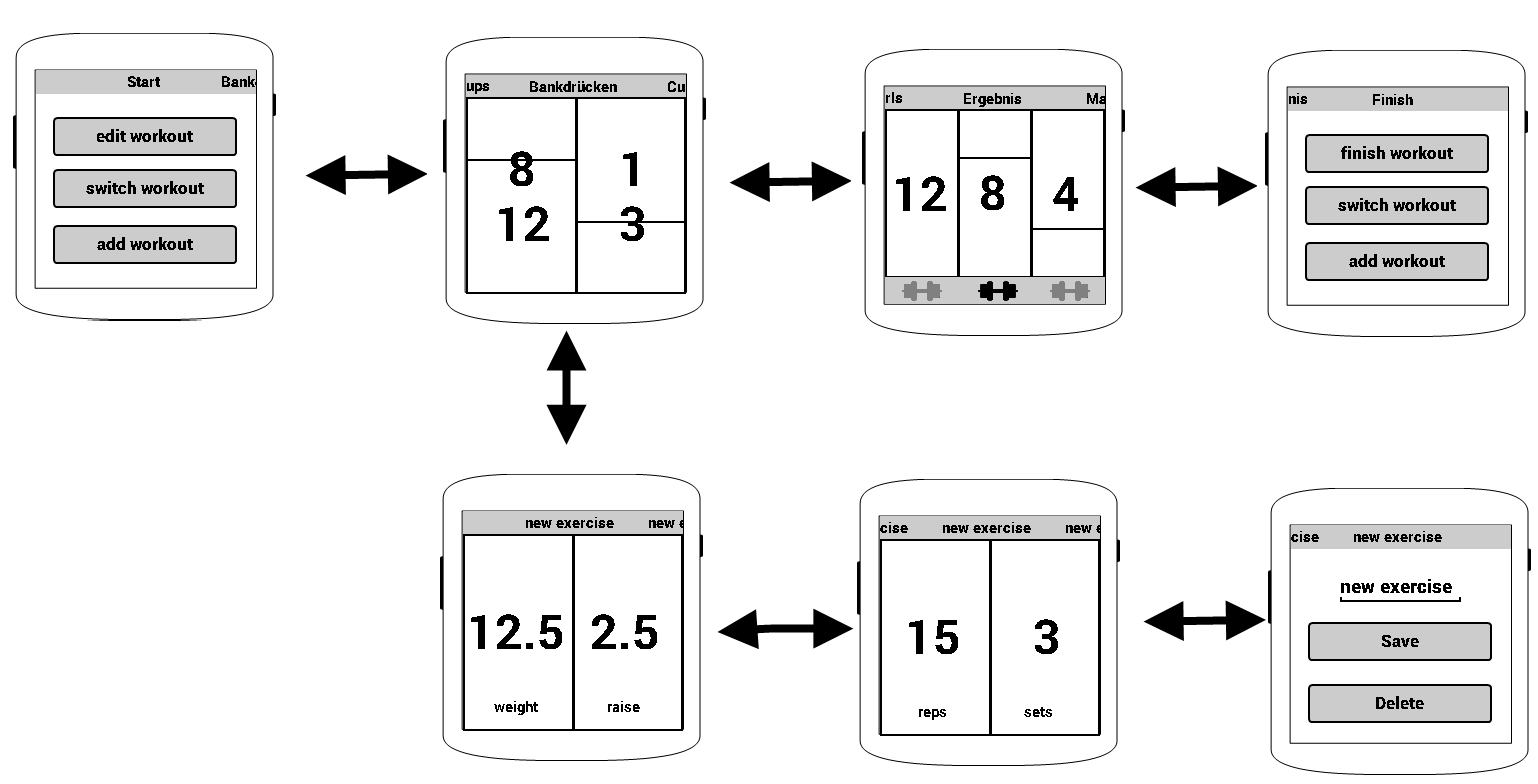 Start Bank
edit workout
switch workout
add workout
ups Bankdrücken Cu
8 1
12 3
rls Ergebnis Ma
12 8 4
nis Finish
finish workout
switch workout
add workout
new exercise new e
12.5 2.5
weight raise
cise new exercise new e
15 3
reps sets
cise new exercise
new exercise
Save
Delete